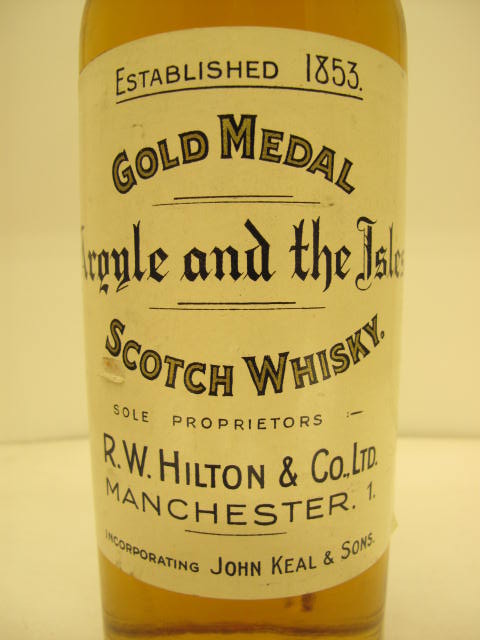 ESTABLISHED 1853.
GOLD MEDAL
Argyle and the Isles
SCOTCH WHISKY.
SOLE PROPRIETORS :—
R.W. HILTON & CO., LTD.
MANCHESTER. 1.
INCORPORATING JOHN KEAL & SONS.